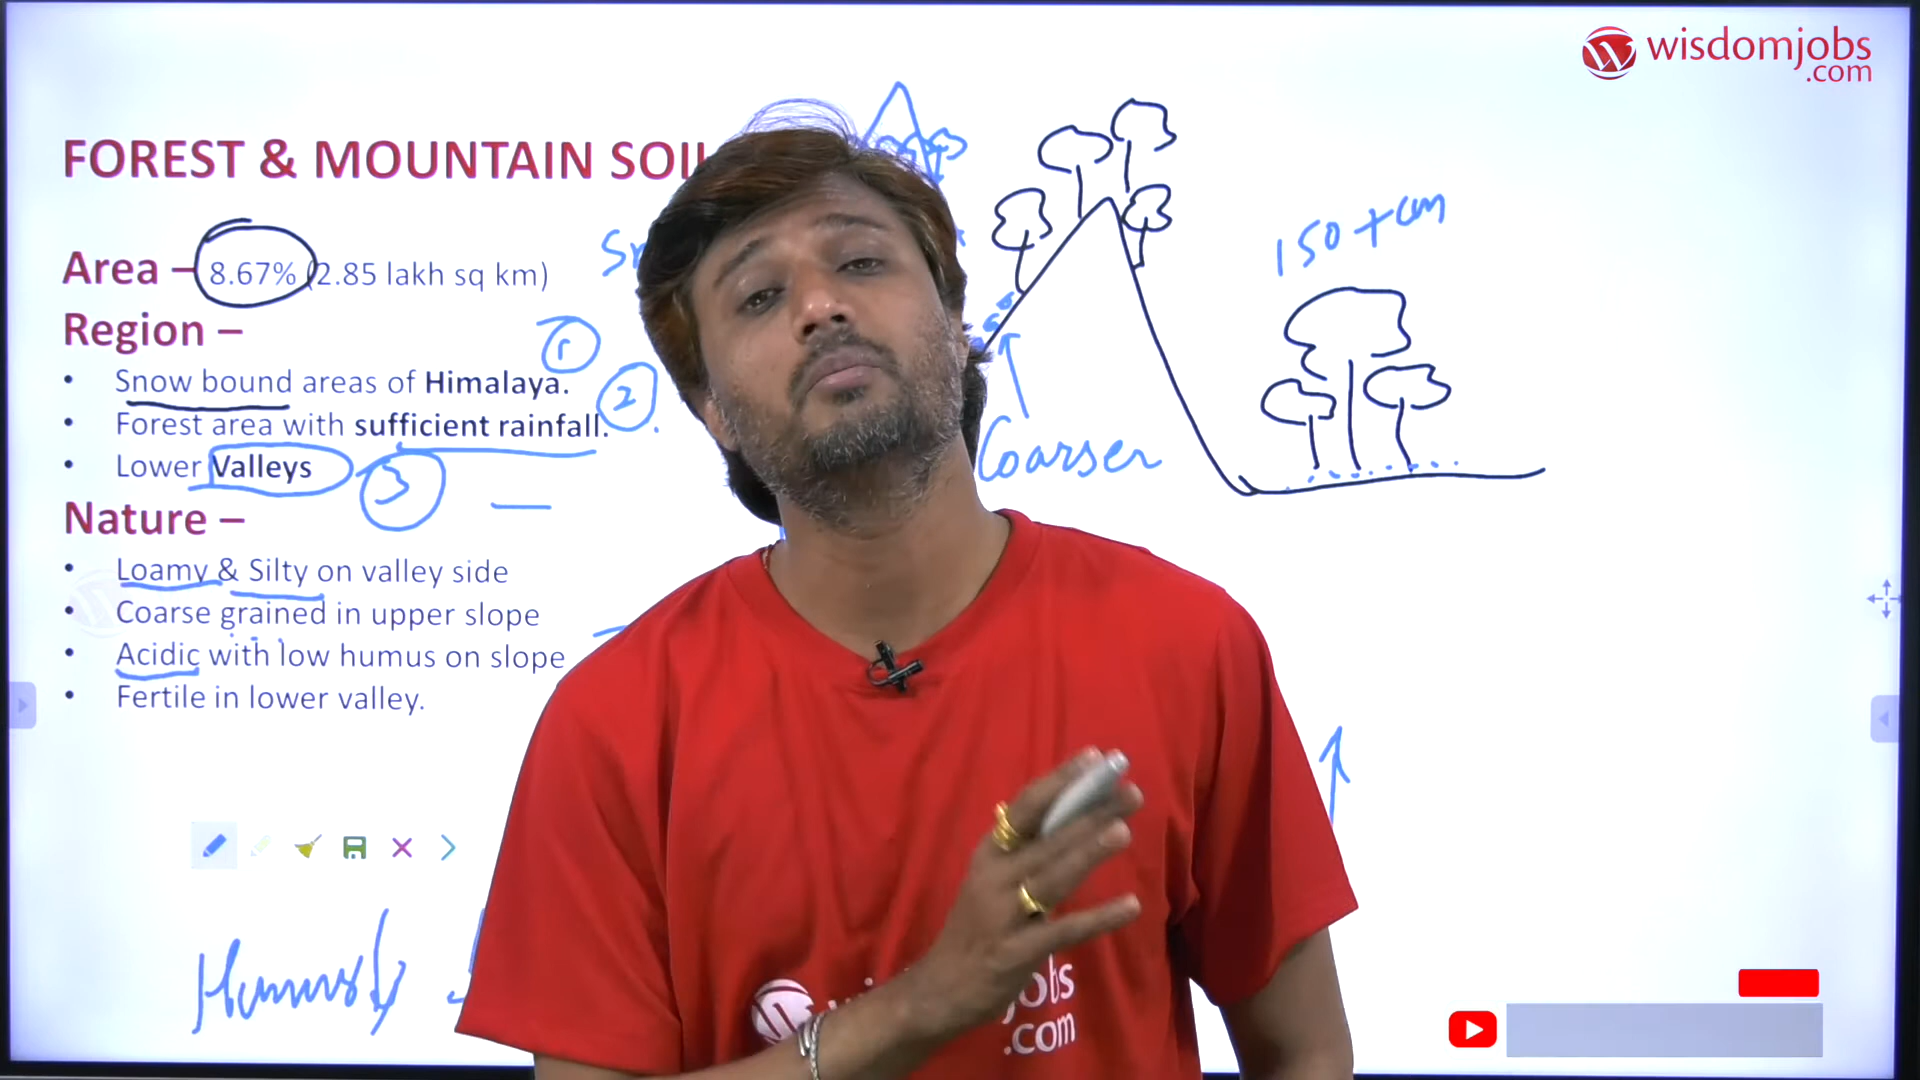 wisdomjobs
.com
FOREST & MOUNTAIN SOIL
Area – 8.67% (2.85 lakh sq km)
150 + cm
Region –
1
• Snow bound areas of Himalaya.
2
• Forest area with sufficient rainfall.
• Lower Valleys
3
Coarser
Nature –
• Loamy & Silty on valley side
• Coarse grained in upper slope
• Acidic with low humus on slope
• Fertile in lower valley.
Humus
.com